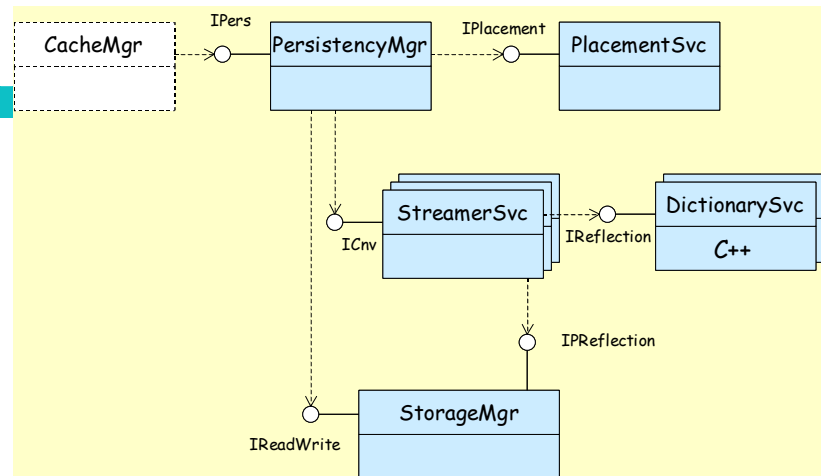 IPers
IPlacement
CacheMgr
PersistencyMgr
PlacementSvc
StreamerSvc
DictionarySvc
ICnv
IReflection
C++
IPReflection
StorageMgr
IReadWrite